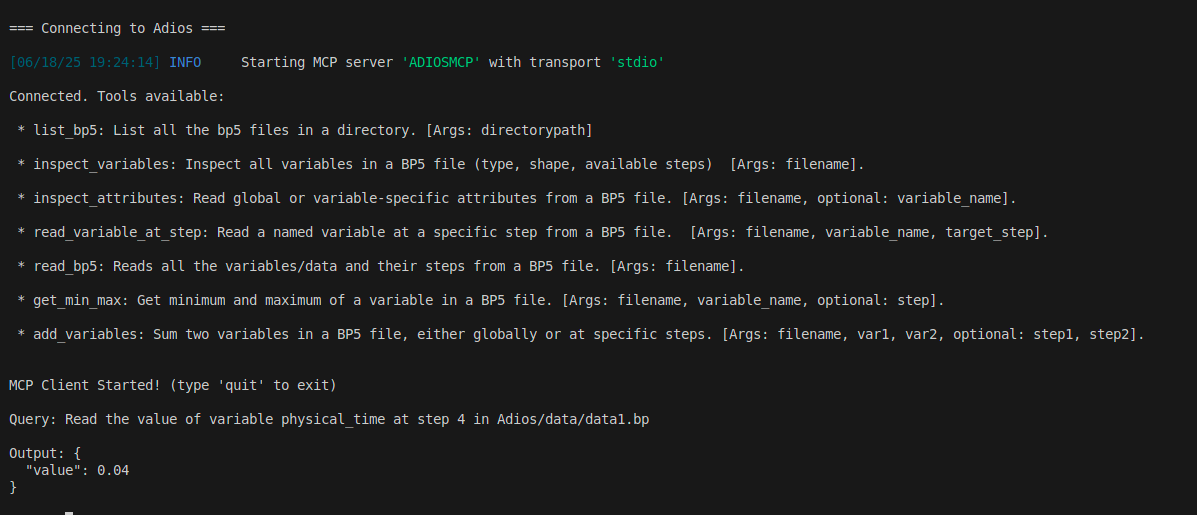 === Connecting to Adios ===
[06/18/25 19:24:14] INFO     Starting MCP server 'ADIOSMCP' with transport 'stdio'
Connected. Tools available:
* list_bp5: List all the bp5 files in a directory. [Args: directorypath]
* inspect_variables: Inspect all variables in a BP5 file (type, shape, available steps)  [Args: filename].
* inspect_attributes: Read global or variable-specific attributes from a BP5 file. [Args: filename, optional: variable_name].
* read_variable_at_step: Read a named variable at a specific step from a BP5 file.  [Args: filename, variable_name, target_step].
* read_bp5: Reads all the variables/data and their steps from a BP5 file. [Args: filename].
* get_min_max: Get minimum and maximum of a variable in a BP5 file. [Args: filename, variable_name, optional: step].
* add_variables: Sum two variables in a BP5 file, either globally or at specific steps. [Args: filename, var1, var2, optional: step1, step2].
MCP Client Started! (type 'quit' to exit)
Query: Read the value of variable physical_time at step 4 in Adios/data/data1.bp
Output: {
  "value": 0.04
}